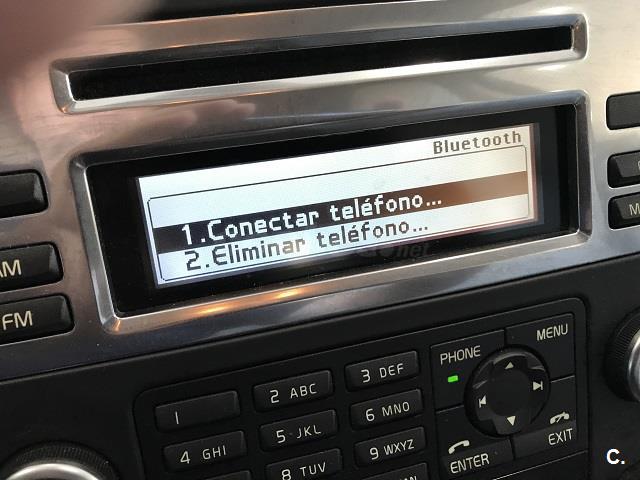 Bluetooth
1.Conectar teléfono...
2.Eliminar teléfono...
AM
FM
PHONE
MENU
1
2 ABC
3 DEF
4 GHI
5 JKL
6 MNO
8 TUV
9 WXYZ
ENTER
EXIT
C.